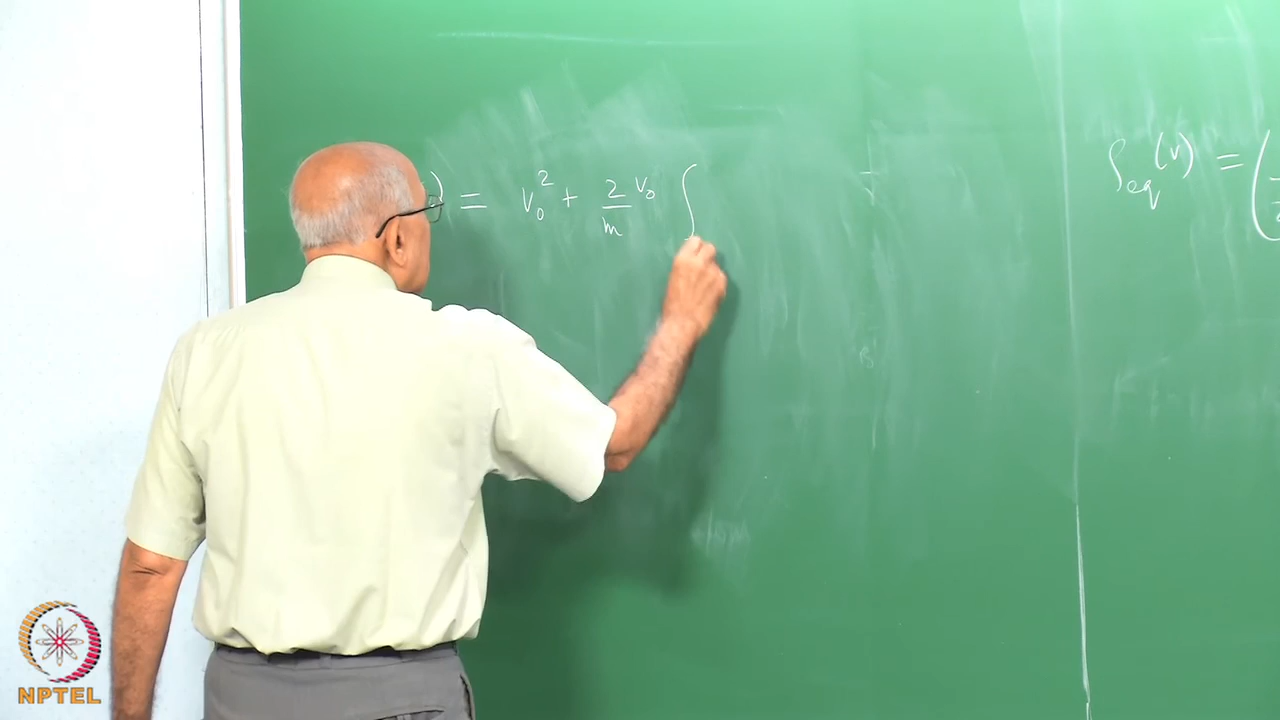 ) = v₀² + 2/m v₀ ∫
ρ_eq (v) = (
NPTEL